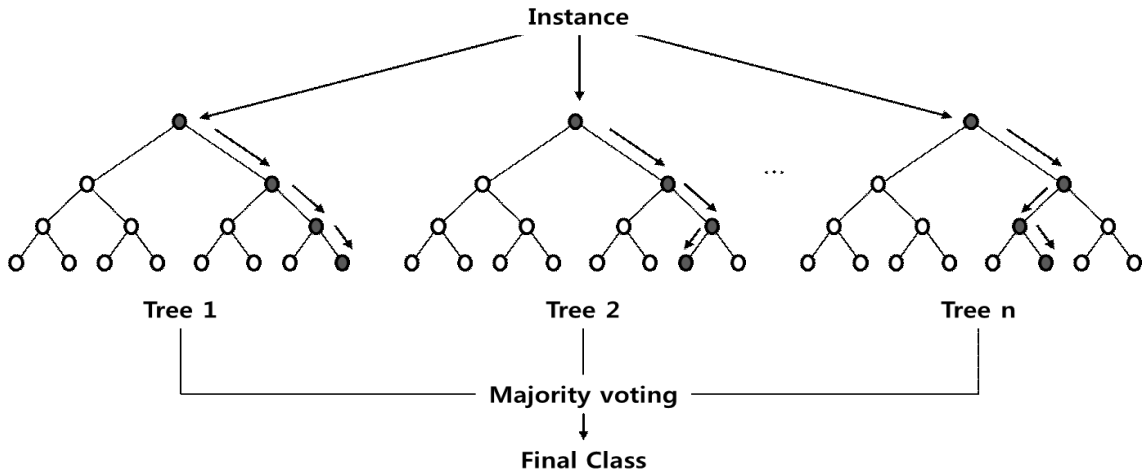 Instance
...
Tree 1
Tree 2
Tree n
Majority voting
Final Class